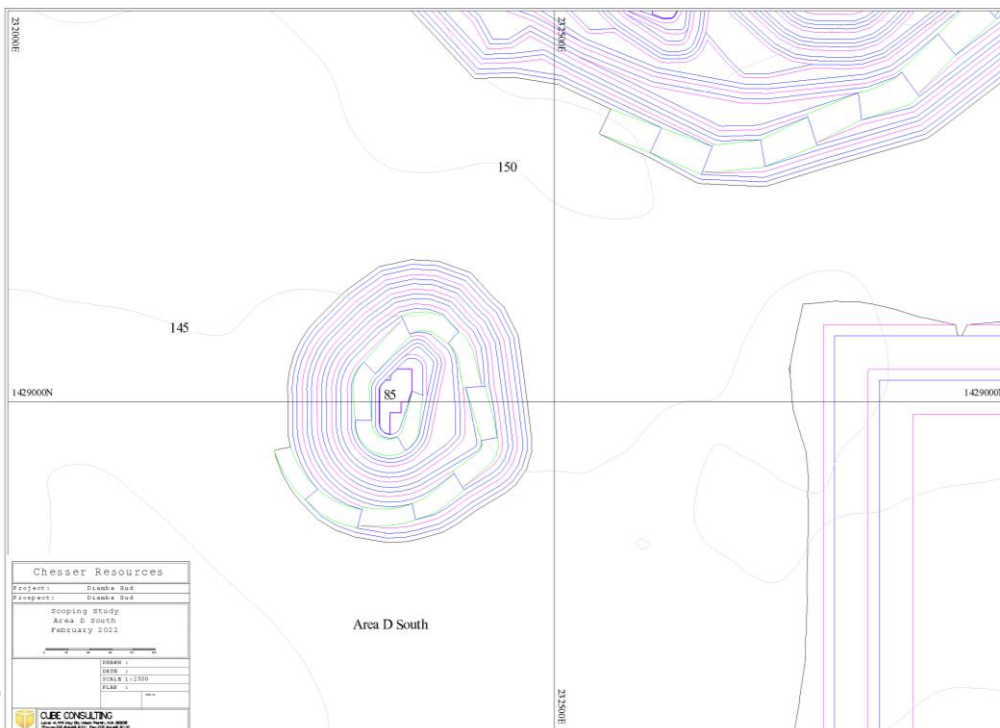 232000E
232500E
150
145
1429000N
85
1429000N
Chesser Resources
Project: Diamba Sud
Prospect: Diamba Sud
Scoping Study
Area D South
February 2022
Area D South
DRAWN :
DATE :
SCALE 1:2500
PLAN :
232500E
CUBE CONSULTING